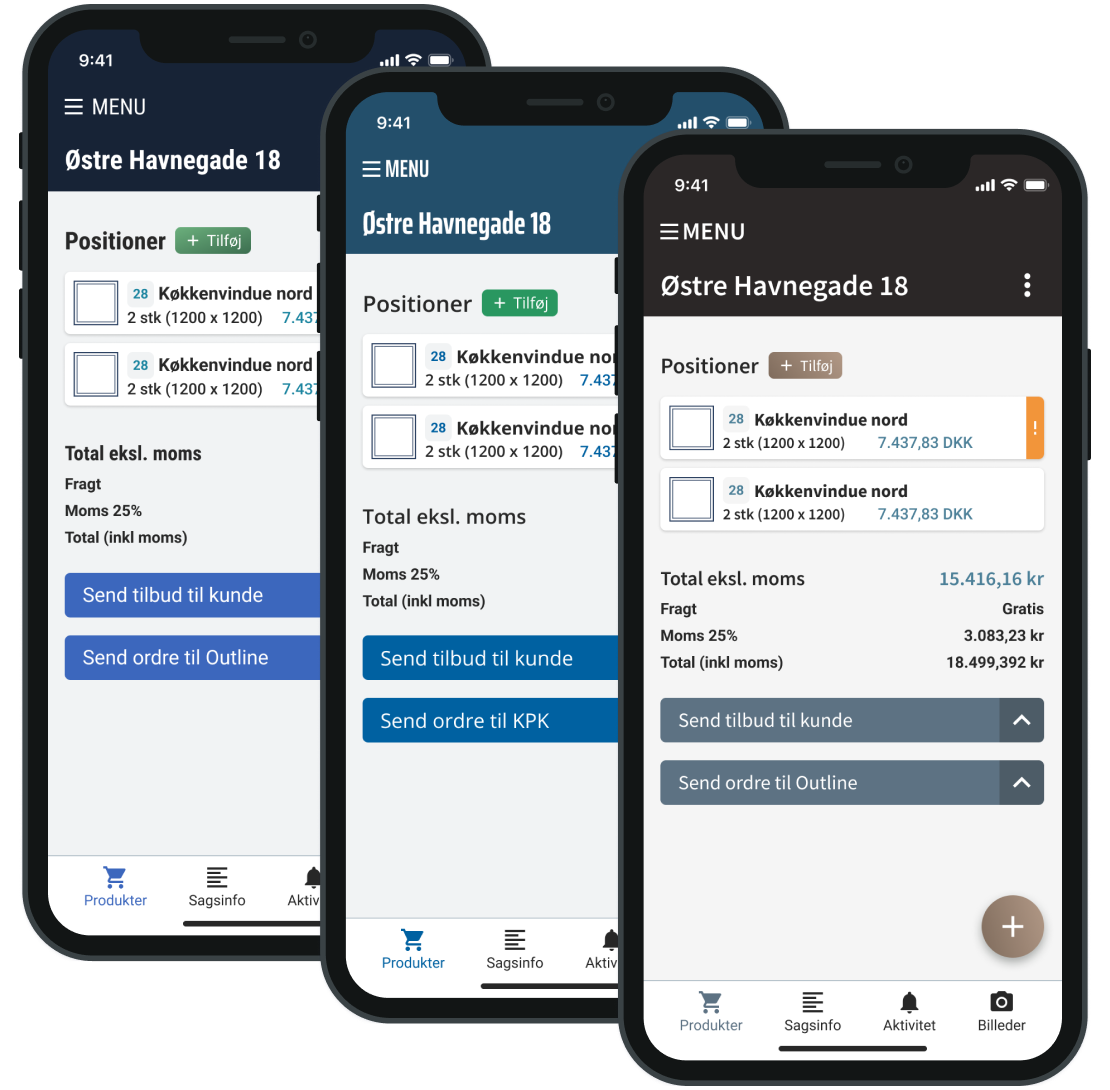 9:41
MENU
Østre Havnegade 18
Positioner + Tilføj
28 Køkkenvindue nord
2 stk (1200 x 1200) 7.437
28 Køkkenvindue nord
2 stk (1200 x 1200) 7.437
Total eksl. moms
Fragt
Moms 25%
Total (inkl moms)
Send tilbud til kunde
Send ordre til Outline
Produkter Sagsinfo Aktiv
9:41
MENU
Østre Havnegade 18
Positioner + Tilføj
28 Køkkenvindue nor
2 stk (1200 x 1200) 7.437
28 Køkkenvindue nor
2 stk (1200 x 1200) 7.437
Total eksl. moms
Fragt
Moms 25%
Total (inkl moms)
Send tilbud til kunde
Send ordre til KPK
Produkter Sagsinfo Aktiv
9:41
MENU
Østre Havnegade 18
Positioner + Tilføj
28 Køkkenvindue nord
2 stk (1200 x 1200) 7.437,83 DKK
!
28 Køkkenvindue nord
2 stk (1200 x 1200) 7.437,83 DKK
Total eksl. moms 15.416,16 kr
Fragt Gratis
Moms 25% 3.083,23 kr
Total (inkl moms) 18.499,392 kr
Send tilbud til kunde
Send ordre til Outline
+
Produkter Sagsinfo Aktivitet Billeder